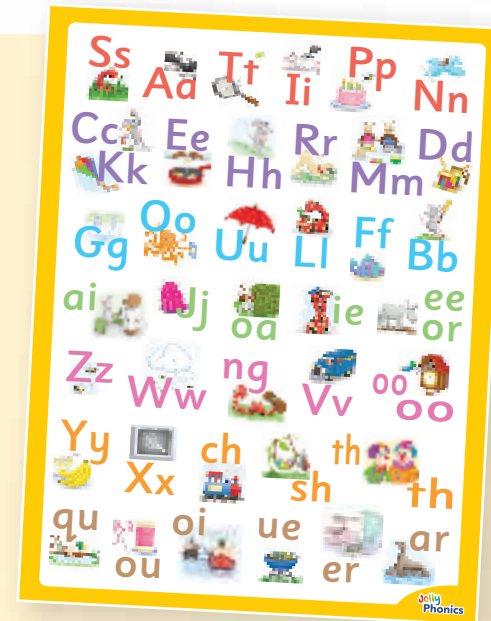 Ss Aa Tt Ii Pp Nn
Cc Kk Ee Hh Rr Mm Dd
Gg Oo Uu Ll Ff Bb
ai Jj oa ie ee or
Zz Ww ng Vv oo oo
Yy Xx ch sh th th
qu ou oi ue er ar
Jolly
Phonics